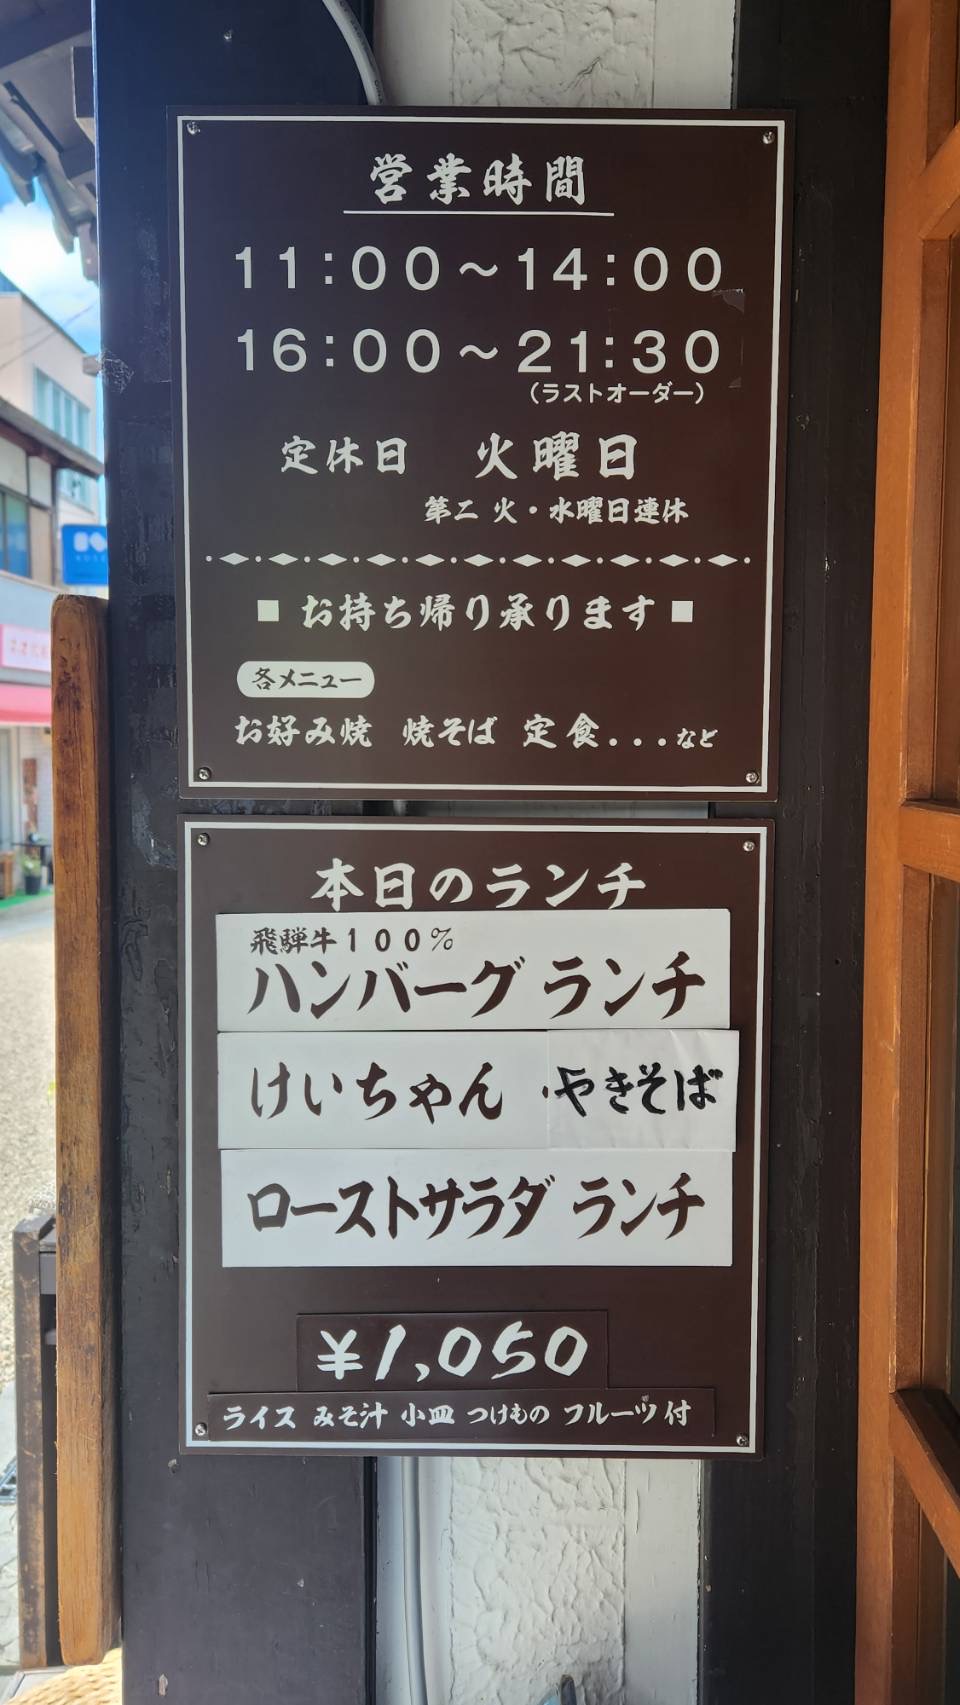 営業時間
11:00～14:00
16:00～21:30
(ラストオーダー)
定休日 火曜日
第二 火・水曜日連休
■お持ち帰り承ります■
各メニュー
お好み焼 焼そば 定食...など
本日のランチ
飛騨牛100%
ハンバーグ ランチ
けいちゃん・やきそば
ローストサラダ ランチ
¥1,050
ライス みそ汁 小皿 つけもの フルーツ付